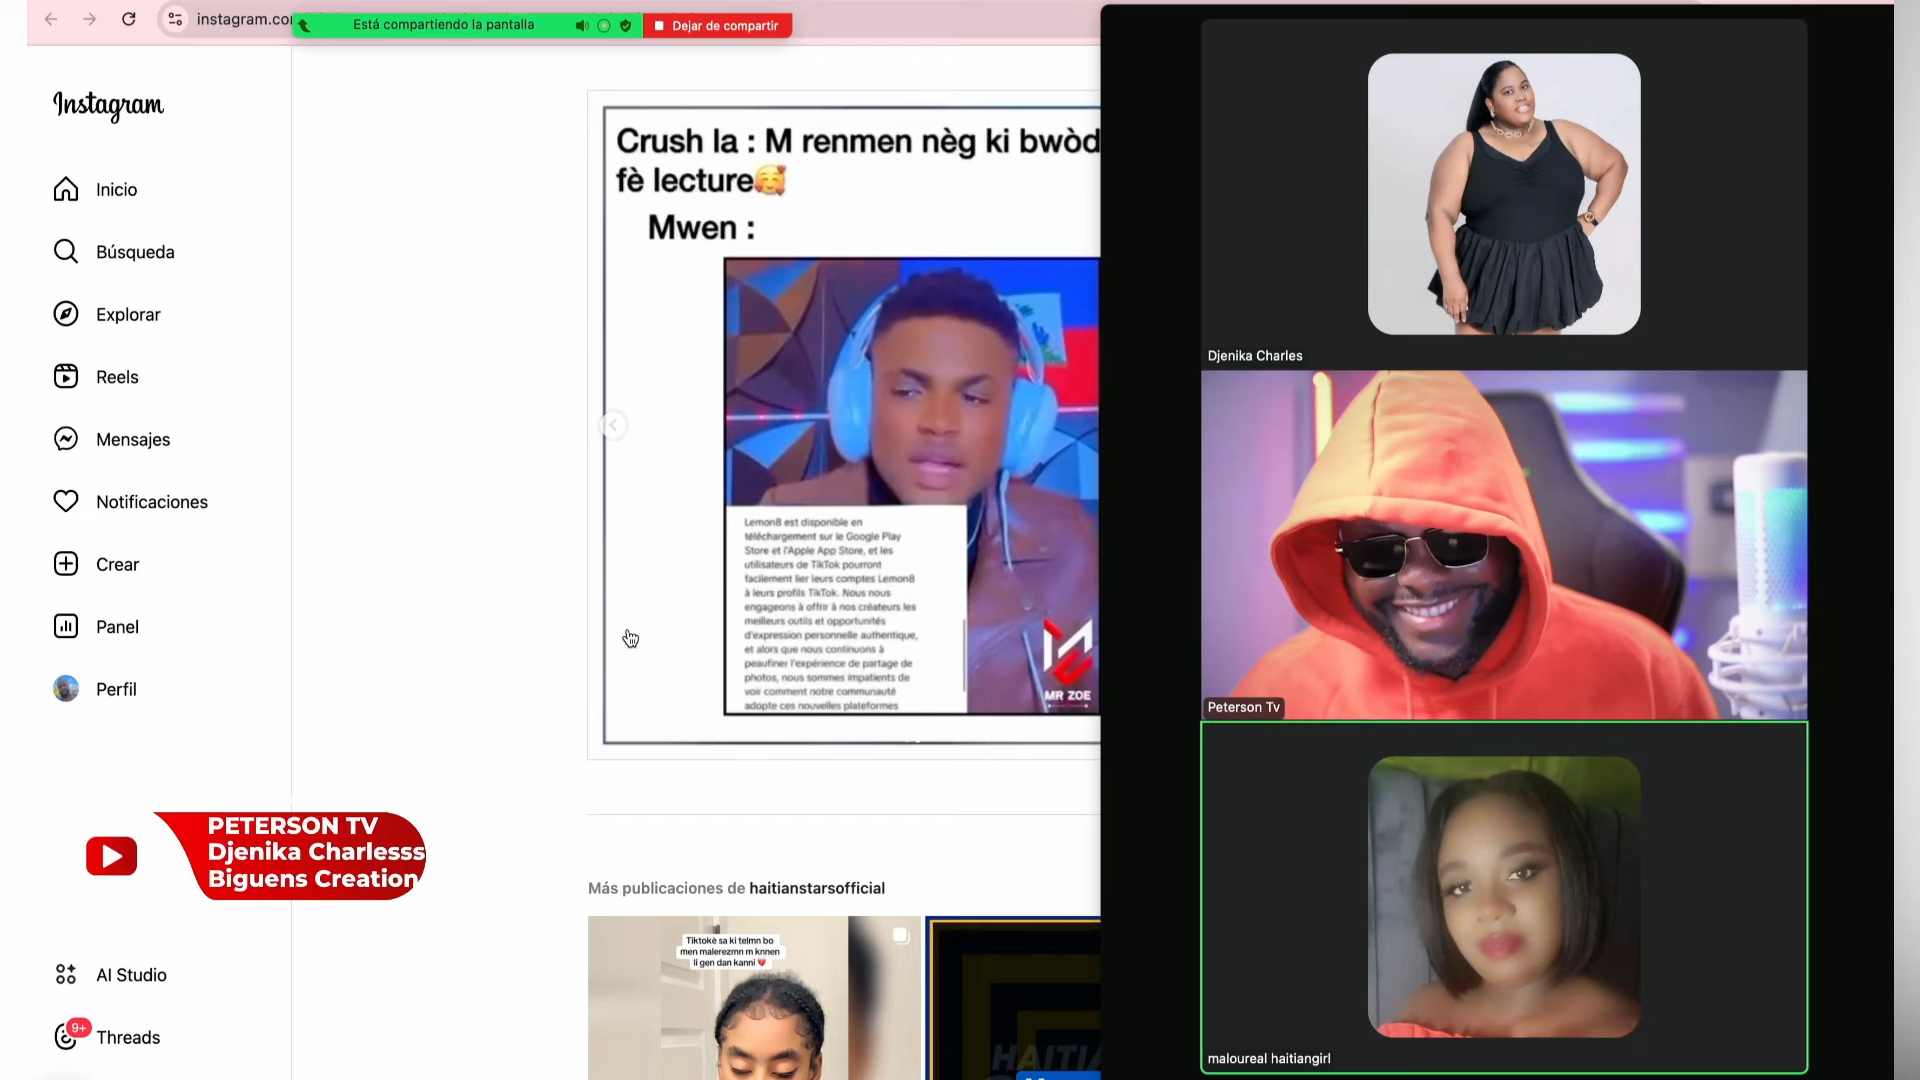 instagram.co
Está compartiendo la pantalla
Dejar de compartir
Instagram
Inicio
Búsqueda
Explorar
Reels
Mensajes
Notificaciones
Crear
Panel
Perfil
PETERSON TV
Djenika Charlesss
Biguens Creation
AI Studio
9+
Threads
Crush la : M renmen nèg ki bwòd
fè lecture🥰
Mwen :
Lemon8 est disponible en
téléchargement sur le Google Play
Store et l'Apple App Store, et les
utilisateurs de TikTok pourront
facilement lier leurs comptes Lemon8
à leurs profils TikTok. Nous nous
engageons à offrir à nos créateurs les
meilleurs outils et opportunités
d'expression personnelle authentique,
et alors que nous continuons à
peaufiner l'expérience de partage de
photos, nous sommes impatients de
voir comment notre communauté
adopte ces nouvelles plateformes
MR ZOE
Más publicaciones de haitianstarsofficial
Tiktokè sa ki telmn bo
men malerezmn m knnen
li gen dan kanni 💔
HAITI
Djenika Charles
Peterson Tv
maloureal haitiangirl